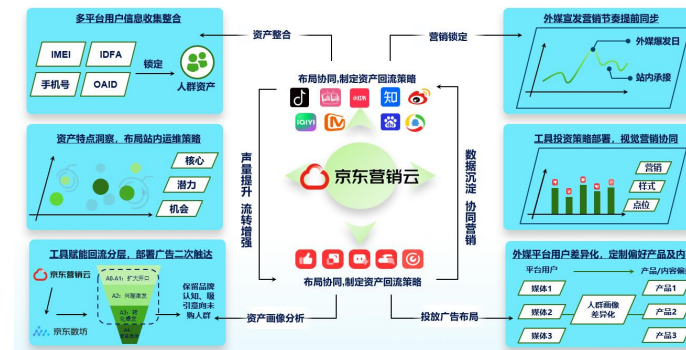 多平台用户信息收集整合
IMEI
IDFA
手机号
OAID
锁定
人群资产
资产特点洞察，布局站内运维策略
核心
潜力
机会
工具赋能回流分层，部署广告二次触达
京东营销云
京东数坊
A0-A1：扩大开口
保留品牌
认知、吸
引意向未
购人群
资产整合
营销锁定
布局协同,制定资产回流策略
小红书
知
iQIYI
声量提升 流转增强
京东营销云
数据沉淀 协同营销
布局协同,制定资产回流策略
资产画像分析
投放广告布局
外媒宣发营销节奏提前同步
外媒爆发日
站内承接
工具投资策略部署，视觉营销协同
营销
样式
点位
外媒平台用户差异化，定制偏好产品及内
平台用户
产品/内容偏
媒体1
媒体2
媒体3
人群画像
差异化
产品1
产品2
产品3